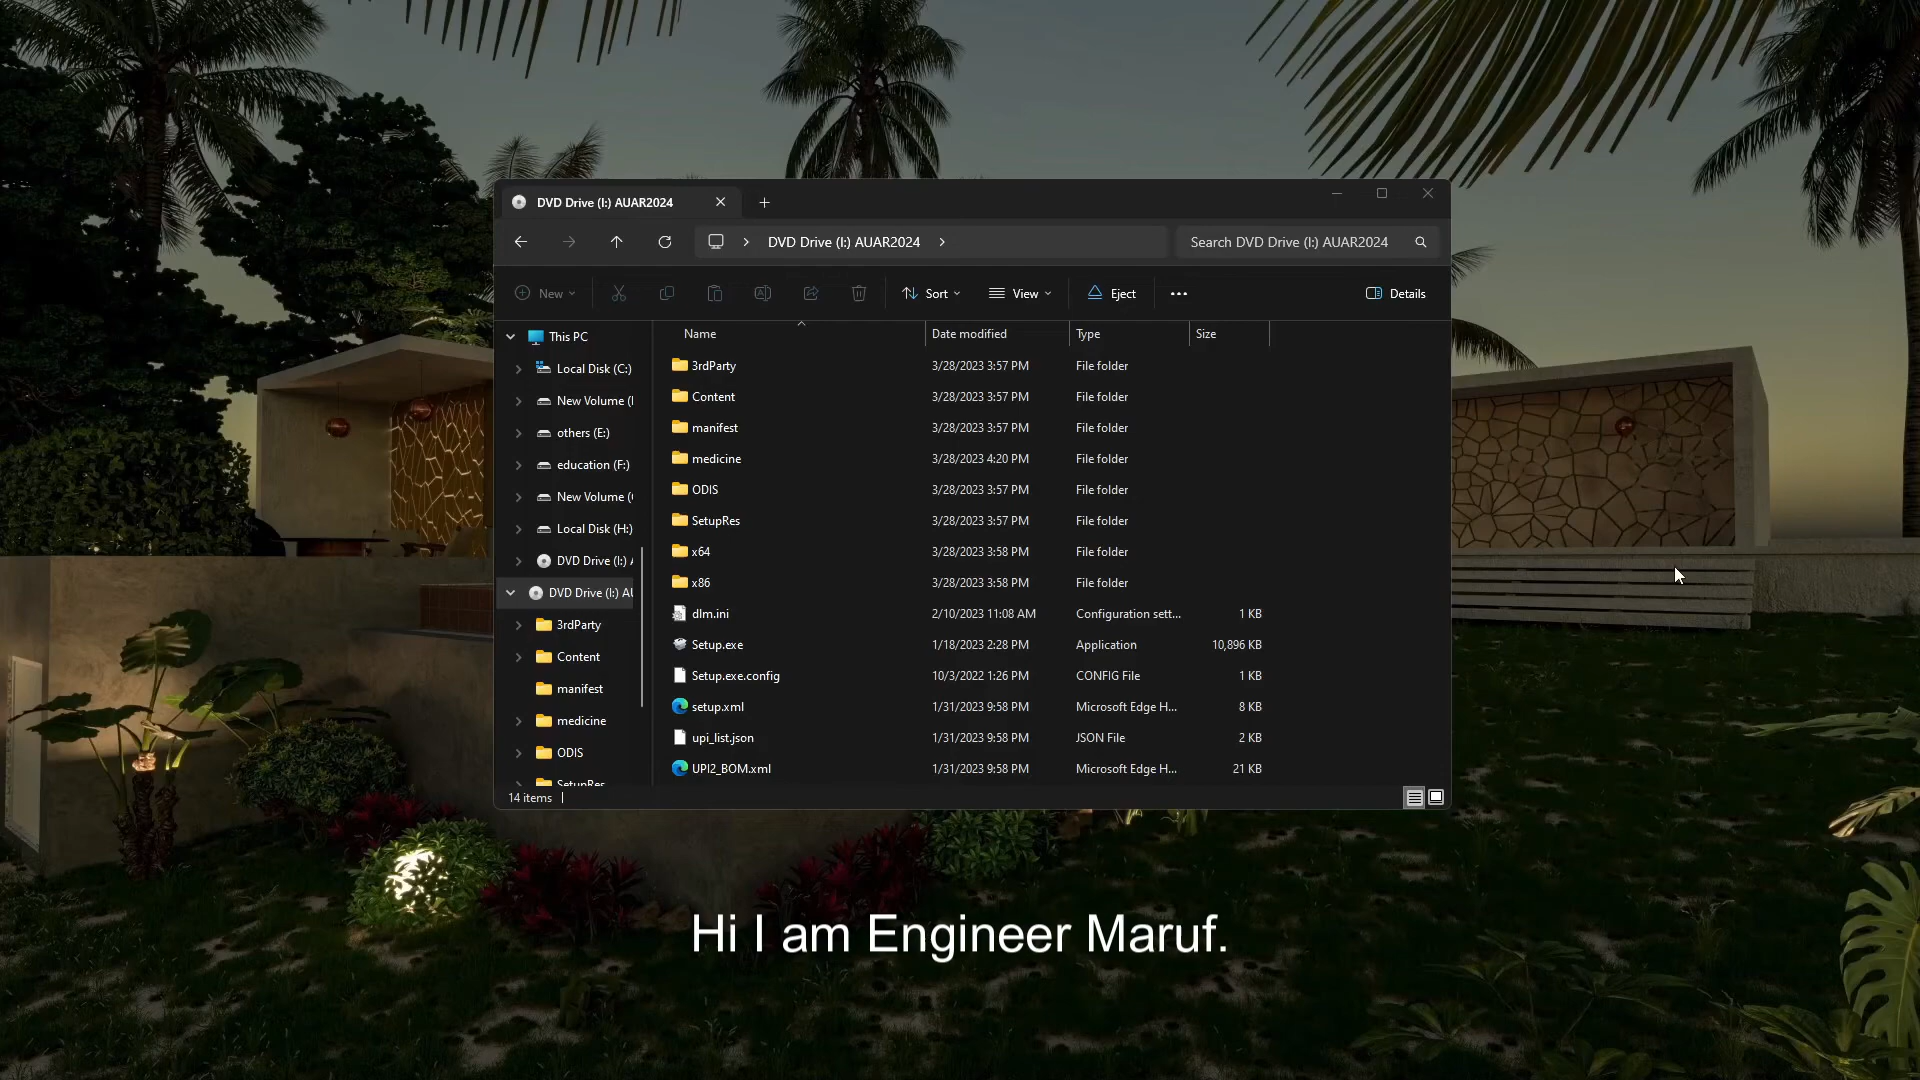 DVD Drive (I:) AUAR2024
DVD Drive (I:) AUAR2024
Search DVD Drive (I:) AUAR2024
New
Sort
View
Eject
Details
This PC
Local Disk (C:)
New Volume (
others (E:)
education (F:)
New Volume (
Local Disk (H:)
DVD Drive (I:) A
DVD Drive (I:) AU
3rdParty
Content
manifest
medicine
ODIS
SetupRes
Name Date modified Type Size
3rdParty 3/28/2023 3:57 PM File folder
Content 3/28/2023 3:57 PM File folder
manifest 3/28/2023 3:57 PM File folder
medicine 3/28/2023 4:20 PM File folder
ODIS 3/28/2023 3:57 PM File folder
SetupRes 3/28/2023 3:57 PM File folder
x64 3/28/2023 3:58 PM File folder
x86 3/28/2023 3:58 PM File folder
dlm.ini 2/10/2023 11:08 AM Configuration sett... 1 KB
Setup.exe 1/18/2023 2:28 PM Application 10,896 KB
Setup.exe.config 10/3/2022 1:26 PM CONFIG File 1 KB
setup.xml 1/31/2023 9:58 PM Microsoft Edge H... 8 KB
upi_list.json 1/31/2023 9:58 PM JSON File 2 KB
UPI2_BOM.xml 1/31/2023 9:58 PM Microsoft Edge H... 21 KB
14 items
Hi I am Engineer Maruf.